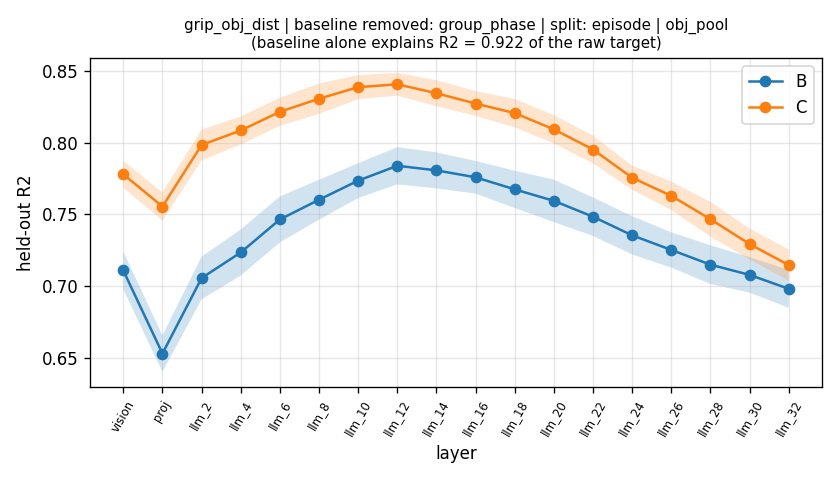 grip_obj_dist | baseline removed: group_phase | split: episode | obj_pool
(baseline alone explains R2 = 0.922 of the raw target)
B
C
held-out R2
0.85
0.80
0.75
0.70
0.65
vision
proj
llm_2
llm_4
llm_6
llm_8
llm_10
llm_12
llm_14
llm_16
llm_18
llm_20
llm_22
llm_24
llm_26
llm_28
llm_30
llm_32
layer